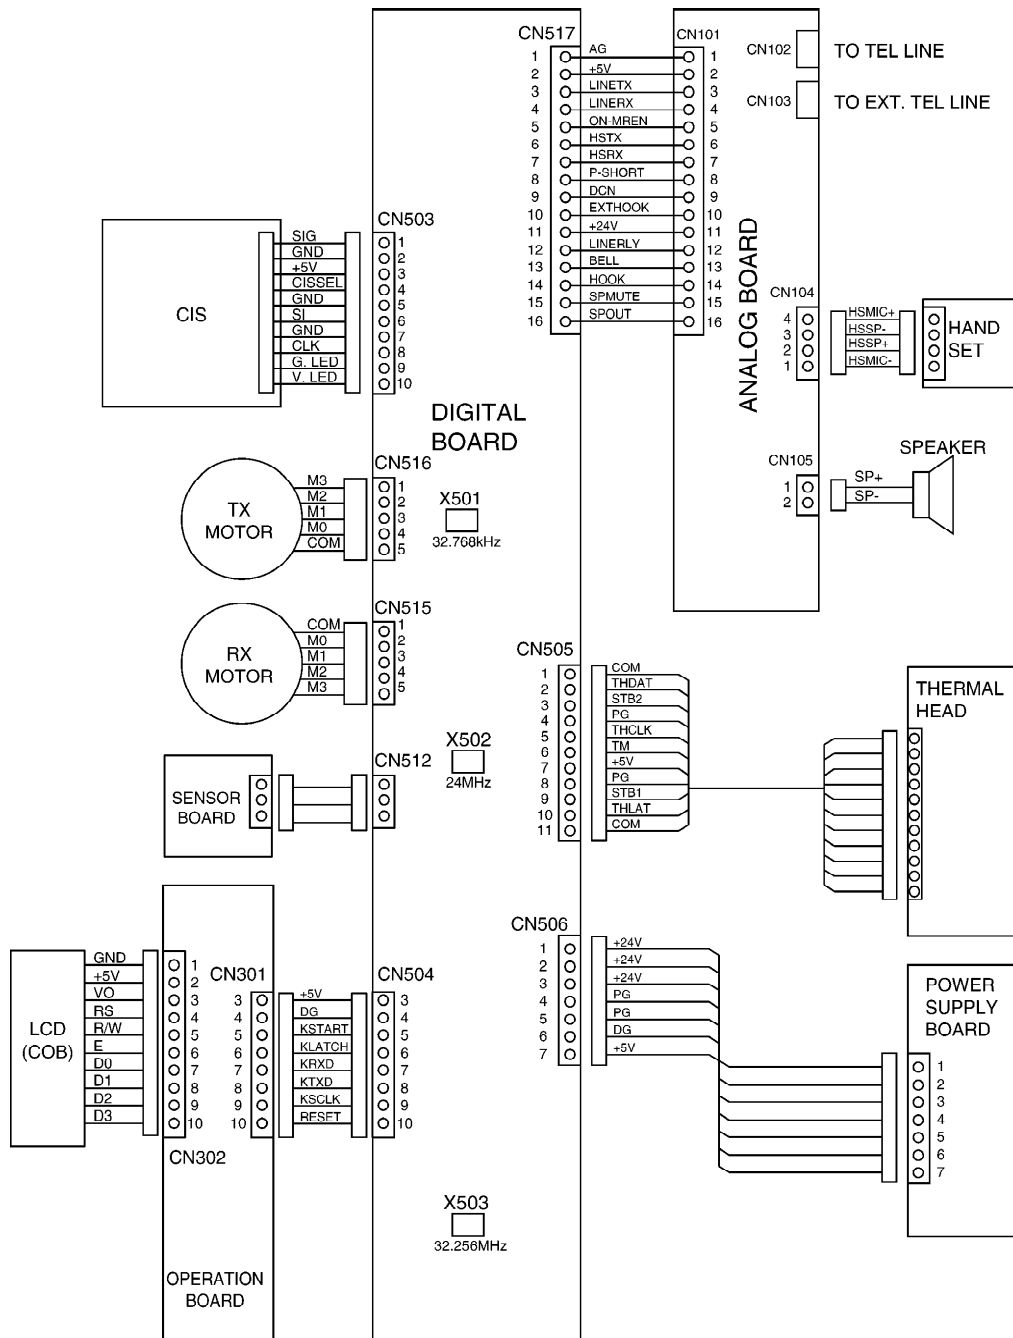 CN517
CN101
1 AG 1
2 +5V 2
3 LINETX 3
4 LINERX 4
5 ON-MREN 5
6 HSTX 6
7 HSRX 7
8 P-SHORT 8
9 DCN 9
10 EXTHOOK 10
11 +24V 11
12 LINERLY 12
13 BELL 13
14 HOOK 14
15 SPMUTE 15
16 SPOUT 16
CN102 TO TEL LINE
CN103 TO EXT. TEL LINE
ANALOG BOARD
CN104
4 HSMIC+
3 HSSP-
2 HSSP+
1 HSMIC-
HAND
SET
CN105
SPEAKER
1 SP+
2 SP-
CIS
CN503
SIG 1
GND 2
+5V 3
CISSEL 4
GND 5
SI 6
GND 7
CLK 8
G. LED 9
V. LED 10
DIGITAL
BOARD
TX
MOTOR
CN516
M3 1
M2 2
M1 3
M0 4
COM 5
X501
32.768kHz
RX
MOTOR
CN515
COM 1
M0 2
M1 3
M2 4
M3 5
X502
24MHz
SENSOR
BOARD
CN512
CN505
1 COM
2 THDAT
3 STB2
4 PG
5 THCLK
6 TM
7 +5V
8 PG
9 STB1
10 THLAT
11 COM
THERMAL
HEAD
LCD
(COB)
GND 1
+5V 2
VO 3
RS 4
R/W 5
E 6
D0 7
D1 8
D2 9
D3 10
CN302
CN301
CN504
3 +5V 3
4 DG 4
5 KSTART 5
6 KLATCH 6
7 KRXD 7
8 KTXD 8
9 KSCLK 9
10 RESET 10
OPERATION
BOARD
X503
32.256MHz
CN506
1 +24V
2 +24V
3 +24V
4 PG
5 PG
6 DG
7 +5V
POWER
SUPPLY
BOARD
1
2
3
4
5
6
7